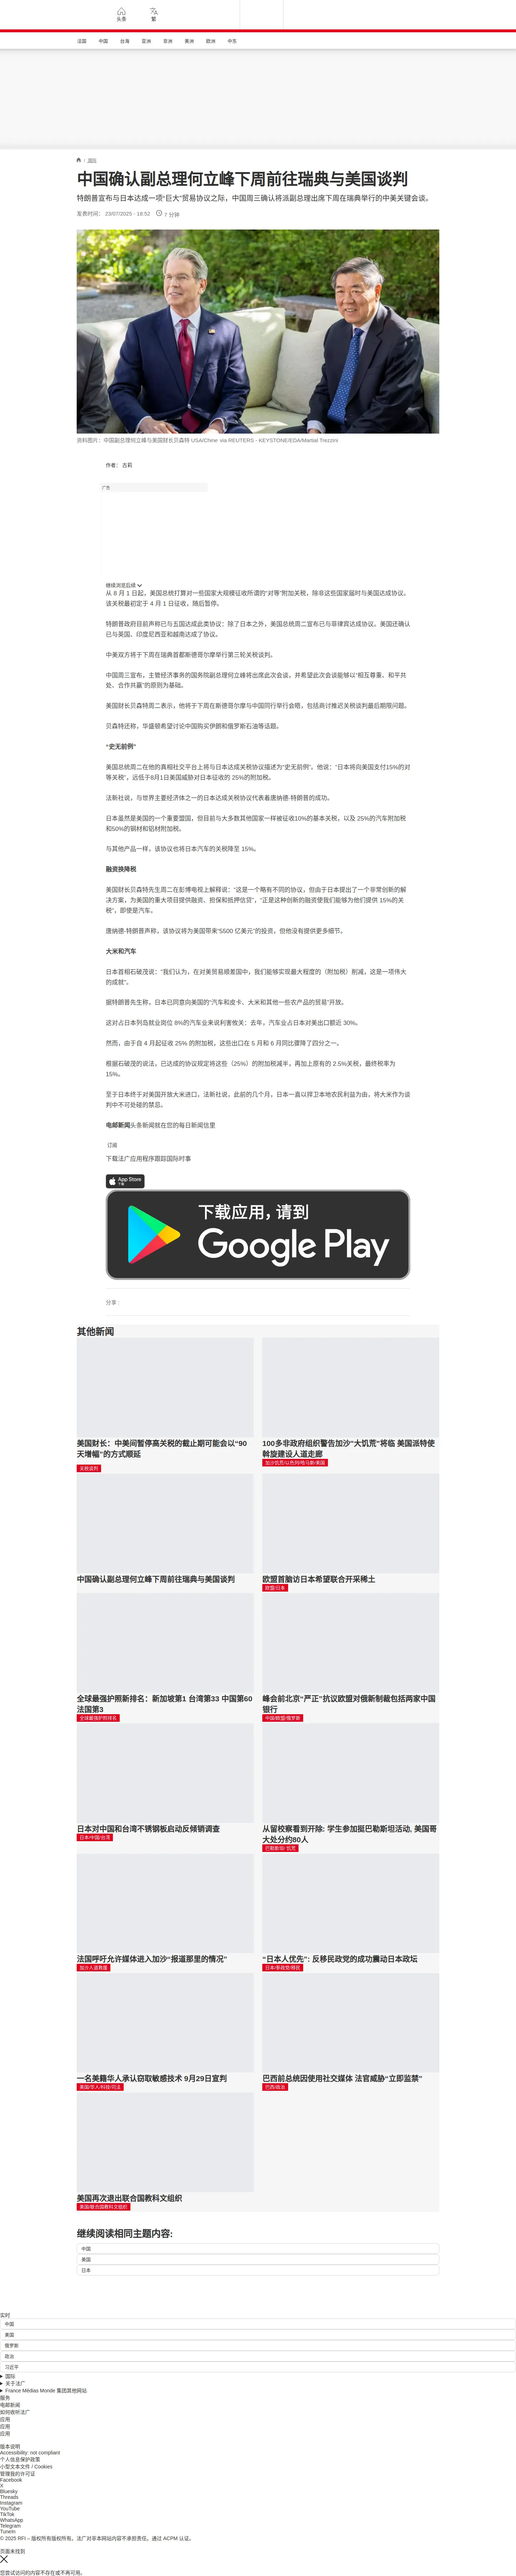 头条
繁
法国
中国
台海
亚洲
非洲
美洲
欧洲
中东
/ 国际
中国确认副总理何立峰下周前往瑞典与美国谈判
特朗普宣布与日本达成一项“巨大”贸易协议之际，中国周三确认将派副总理出席下周在瑞典举行的中美关键会谈。
发表时间： 23/07/2025 - 18:52
7 分钟
资料图片：中国副总理何立峰与美国财长贝森特 USA/Chine via REUTERS - KEYSTONE/EDA/Martial Trezzini
作者： 古莉
广告
继续浏览后续
从 8 月 1 日起，美国总统打算对一些国家大规模征收所谓的“对等”附加关税，除非这些国家届时与美国达成协议。
该关税最初定于 4 月 1 日征收，随后暂停。
特朗普政府目前声称已与五国达成此类协议：除了日本之外，美国总统周二宣布已与菲律宾达成协议。美国还确认
已与英国、印度尼西亚和越南达成了协议。
中美双方将于下周在瑞典首都斯德哥尔摩举行第三轮关税谈判。
中国周三宣布，主管经济事务的国务院副总理何立峰将出席此次会谈，并希望此次会谈能够以“相互尊重、和平共
处、合作共赢”的原则为基础。
美国财长贝森特周二表示，他将于下周在斯德哥尔摩与中国同行举行会晤，包括商讨推迟关税谈判最后期限问题。
贝森特还称，华盛顿希望讨论中国购买伊朗和俄罗斯石油等话题。
“史无前例”
美国总统周二在他的真相社交平台上将与日本达成关税协议描述为“史无前例”。他说：“日本将向美国支付15%的对
等关税”，远低于8月1日美国威胁对日本征收的 25%的附加税。
法新社说，与世界主要经济体之一的日本达成关税协议代表着唐纳德-特朗普的成功。
日本虽然是美国的一个重要盟国，但目前与大多数其他国家一样被征收10%的基本关税，以及 25%的汽车附加税
和50%的钢材和铝材附加税。
与其他产品一样，该协议也将日本汽车的关税降至 15%。
融资换降税
美国财长贝森特先生周二在彭博电视上解释说：“这是一个略有不同的协议，但由于日本提出了一个非常创新的解
决方案，为美国的重大项目提供融资、担保和抵押信贷”，“正是这种创新的融资使我们能够为他们提供 15%的关
税”，即使是汽车。
唐纳德-特朗普声称，该协议将为美国带来“5500 亿美元”的投资，但他没有提供更多细节。
大米和汽车
日本首相石破茂说：“我们认为，在对美贸易顺差国中，我们能够实现最大程度的（附加税）削减，这是一项伟大
的成就”。
据特朗普先生称，日本已同意向美国的“汽车和皮卡、大米和其他一些农产品的贸易”开放。
这对占日本列岛就业岗位 8%的汽车业来说利害攸关：去年，汽车业占日本对美出口额近 30%。
然而，由于自 4 月起征收 25% 的附加税，这些出口在 5 月和 6 月同比骤降了四分之一。
根据石破茂的说法，已达成的协议规定将这些（25%）的附加税减半，再加上原有的 2.5%关税，最终税率为
15%。
至于日本终于对美国开放大米进口，法新社说，此前的几个月，日本一直以捍卫本地农民利益为由，将大米作为谈
判中不可处碰的禁忌。
电邮新闻头条新闻就在您的每日新闻信里
订阅
下载法广应用程序跟踪国际时事
App Store
下载
下载应用，请到
Google Play
分享 :
其他新闻
美国财长：中美间暂停高关税的截止期可能会以“90
天增幅”的方式顺延
关税谈判
100多非政府组织警告加沙“大饥荒”将临 美国派特使
斡旋建设人道走廊
加沙饥荒/以色列/哈马斯/美国
中国确认副总理何立峰下周前往瑞典与美国谈判
欧盟首脑访日本希望联合开采稀土
欧盟/日本
全球最强护照新排名：新加坡第1 台湾第33 中国第60
法国第3
全球最强护照排名
峰会前北京“严正”抗议欧盟对俄新制裁包括两家中国
银行
中国/欧盟/俄罗斯
日本对中国和台湾不锈钢板启动反倾销调查
日本/中国/台湾
从留校察看到开除: 学生参加挺巴勒斯坦活动, 美国哥
大处分约80人
巴勒斯坦/ 饥荒
法国呼吁允许媒体进入加沙“报道那里的情况”
加沙人道救援
“日本人优先”: 反移民政党的成功震动日本政坛
日本/新政党/移民
一名美籍华人承认窃取敏感技术 9月29日宣判
美国/华人/科技/司法
巴西前总统因使用社交媒体 法官威胁“立即监禁”
巴西/政治
美国再次退出联合国教科文组织
美国/联合国教科文组织
继续阅读相同主题内容:
中国
美国
日本
实时
中国
美国
俄罗斯
政治
习近平
国际
关于法广
France Médias Monde 集团其他网站
服务
电邮新闻
如何收听法广
应用
应用
应用
版本说明
Accessibility: not compliant
个人信息保护政策
小型文本文件 / Cookies
管理我的许可证
Facebook
X
Bluesky
Threads
Instagram
YouTube
TikTok
WhatsApp
Telegram
TuneIn
© 2025 RFI – 版权所有版权所有。法广对非本网站内容不承担责任。通过 ACPM 认证。
页面未找到
您尝试访问的内容不存在或不再可用。